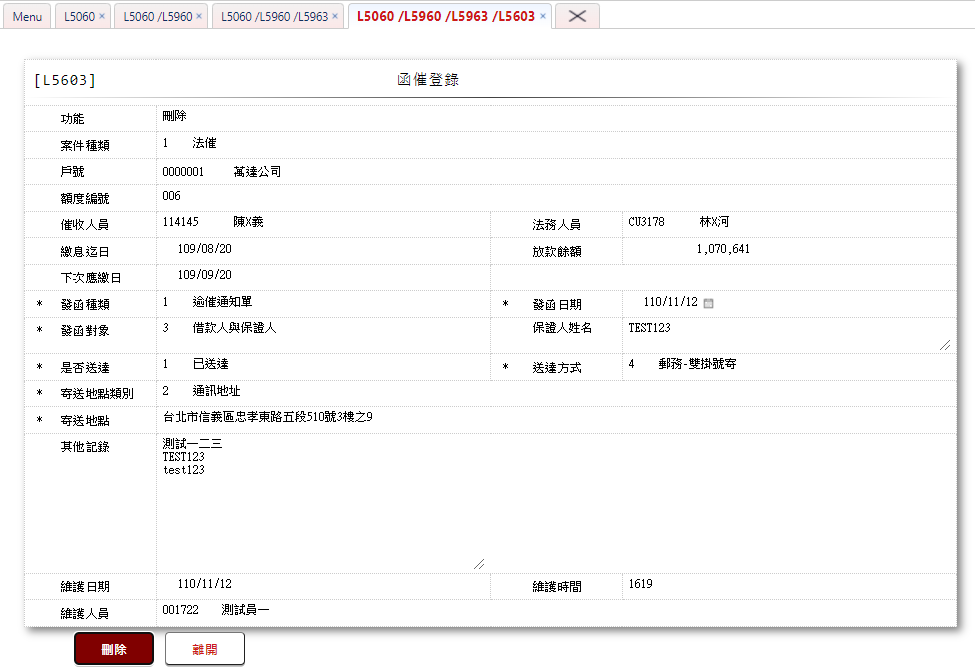 Menu L5060 × L5060 /L5960 × L5060 /L5960 /L5963 × L5060 /L5960 /L5963 /L5603 ×
[L5603] 函催登錄
功能 刪除
案件種類 1 法催
戶號 0000001 萬達公司
額度編號 006
催收人員 114145 陳X義 法務人員 CU3178 林X河
繳息迄日 109/08/20 放款餘額 1,070,641
下次應繳日 109/09/20
* 發函種類 1 逾催通知單 * 發函日期 110/11/12
* 發函對象 3 借款人與保證人 保證人姓名 TEST123
* 是否送達 1 已送達 * 送達方式 4 郵務-雙掛號寄
* 寄送地點類別 2 通訊地址
* 寄送地點 台北市信義區忠孝東路五段510號3樓之9
其他記錄 測試一二三
TEST123
test123
維護日期 110/11/12 維護時間 1619
維護人員 001722 測試員一
刪除 離開